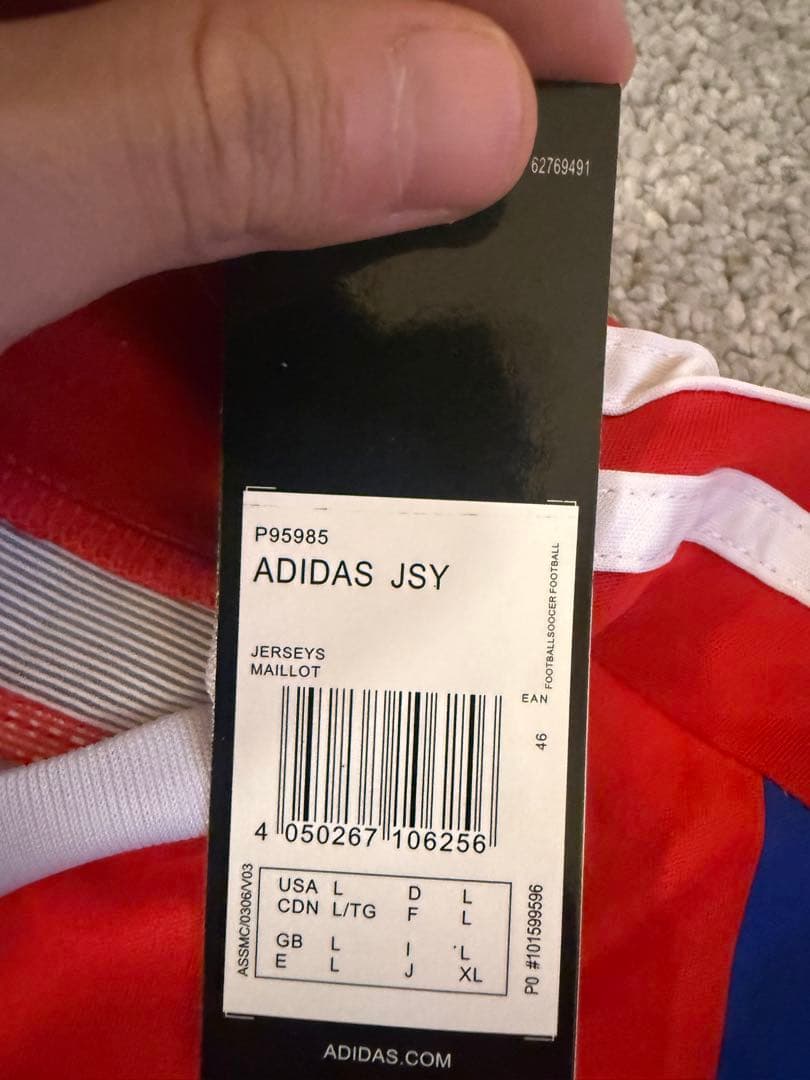 62769491
P95985
ADIDAS JSY
FOOTBALLSOCCER FOOTBALL
JERSEYS
MAILLOT
EAN
46
4 050267 106256
USA L D L
CDN L/TG F L
GB L I L
E L J XL
ASSMC/0306/V03
PO #101599596
ADIDAS.COM